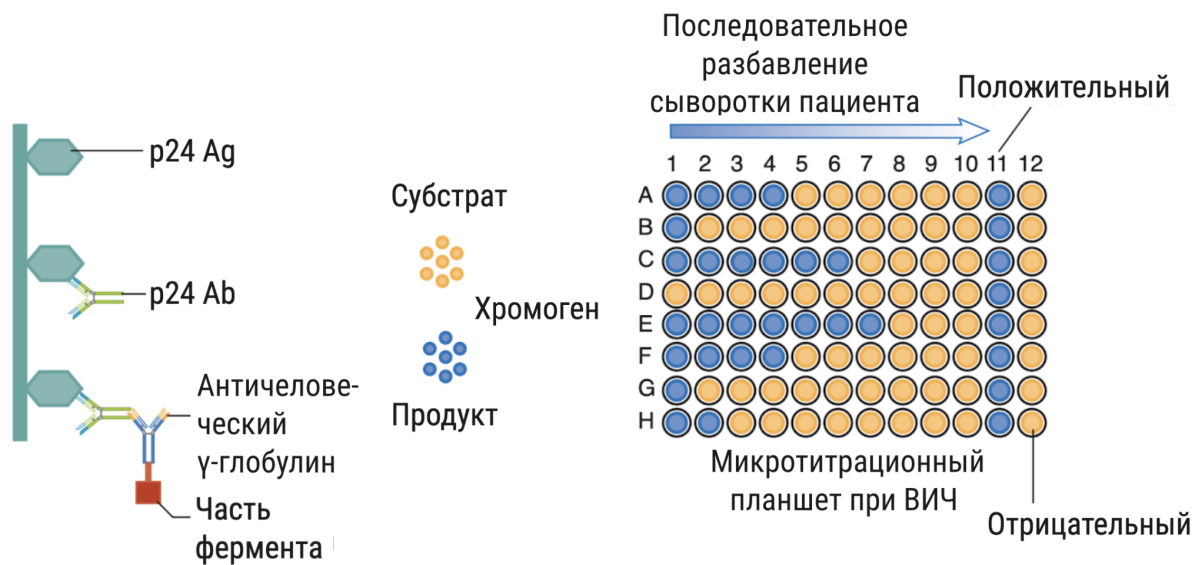 p24 Ag
p24 Ab
Античелове-
ческий
γ-глобулин
Часть
фермента
Субстрат
Хромоген
Продукт
Последовательное
разбавление
сыворотки пациента
Положительный
1 2 3 4 5 6 7 8 9 10 11 12
A
B
C
D
E
F
G
H
Микротитрационный
планшет при ВИЧ
Отрицательный